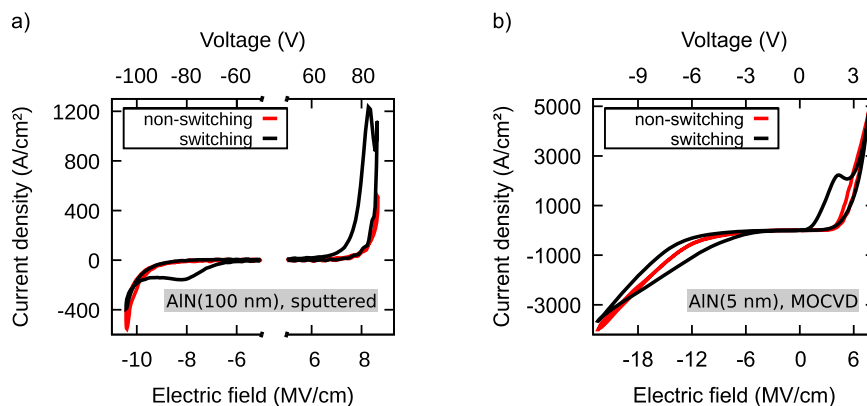 a)
Voltage (V)
-100 -80 -60 60 80
1200
800
400
0
-400
Current density (A/cm²)
non-switching
switching
AlN(100 nm), sputtered
-10 -8 -6 6 8
Electric field (MV/cm)
b)
Voltage (V)
-9 -6 -3 0 3
5000
3000
1000
-1000
-3000
Current density (A/cm²)
non-switching
switching
AlN(5 nm), MOCVD
-18 -12 -6 0 6
Electric field (MV/cm)